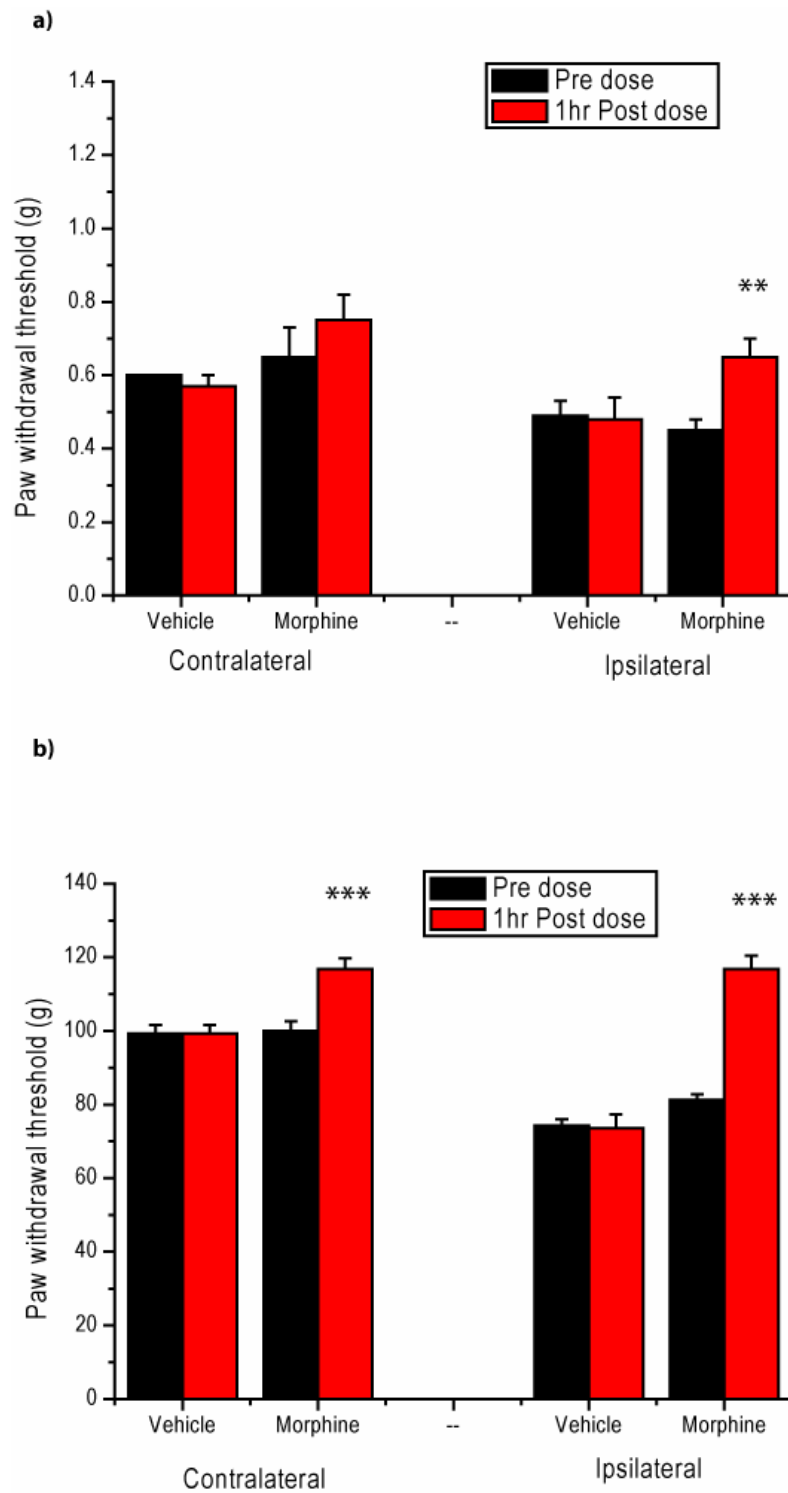 a)
Pre dose
1hr Post dose
1.4
1.2
1.0
0.8
0.6
0.4
0.2
0.0
Paw withdrawal threshold (g)
**
Vehicle
Morphine
--
Vehicle
Morphine
Contralateral
Ipsilateral
b)
Pre dose
1hr Post dose
140
120
100
80
60
40
20
0
Paw withdrawal threshold (g)
***
***
Vehicle
Morphine
--
Vehicle
Morphine
Contralateral
Ipsilateral